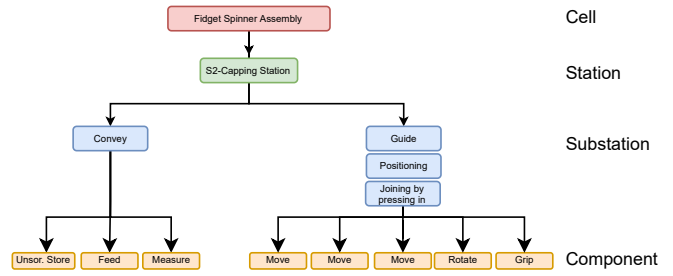 Fidget Spinner Assembly
Cell
S2-Capping Station
Station
Convey
Guide
Substation
Positioning
Joining by
pressing in
Unsor. Store
Feed
Measure
Move
Move
Move
Rotate
Grip
Component